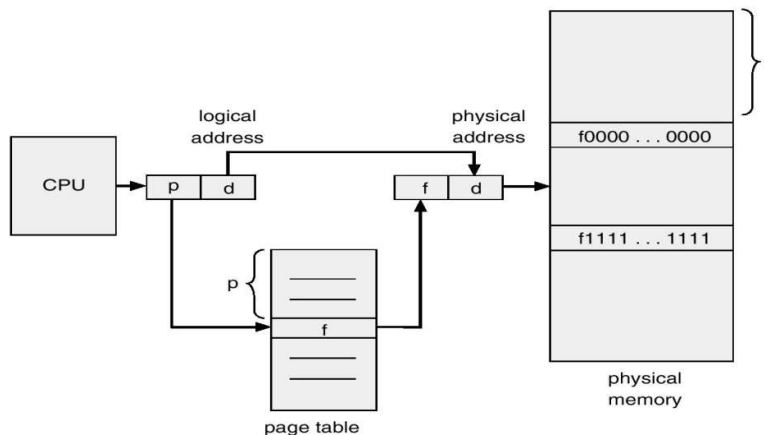 logical
address
physical
address
f0000 . . . 0000
CPU
p
d
f
d
f1111 . . . 1111
p
f
physical
memory
page table